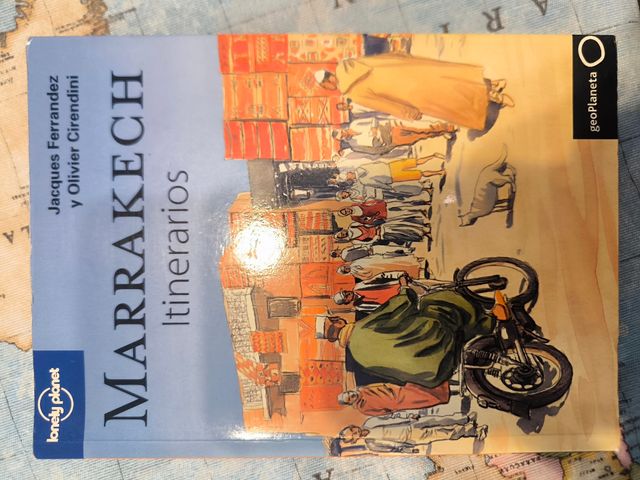 lonely planet
Jacques Ferrandez
y Olivier Cirendini
MARRAKECH
Itinerarios
geoPlaneta